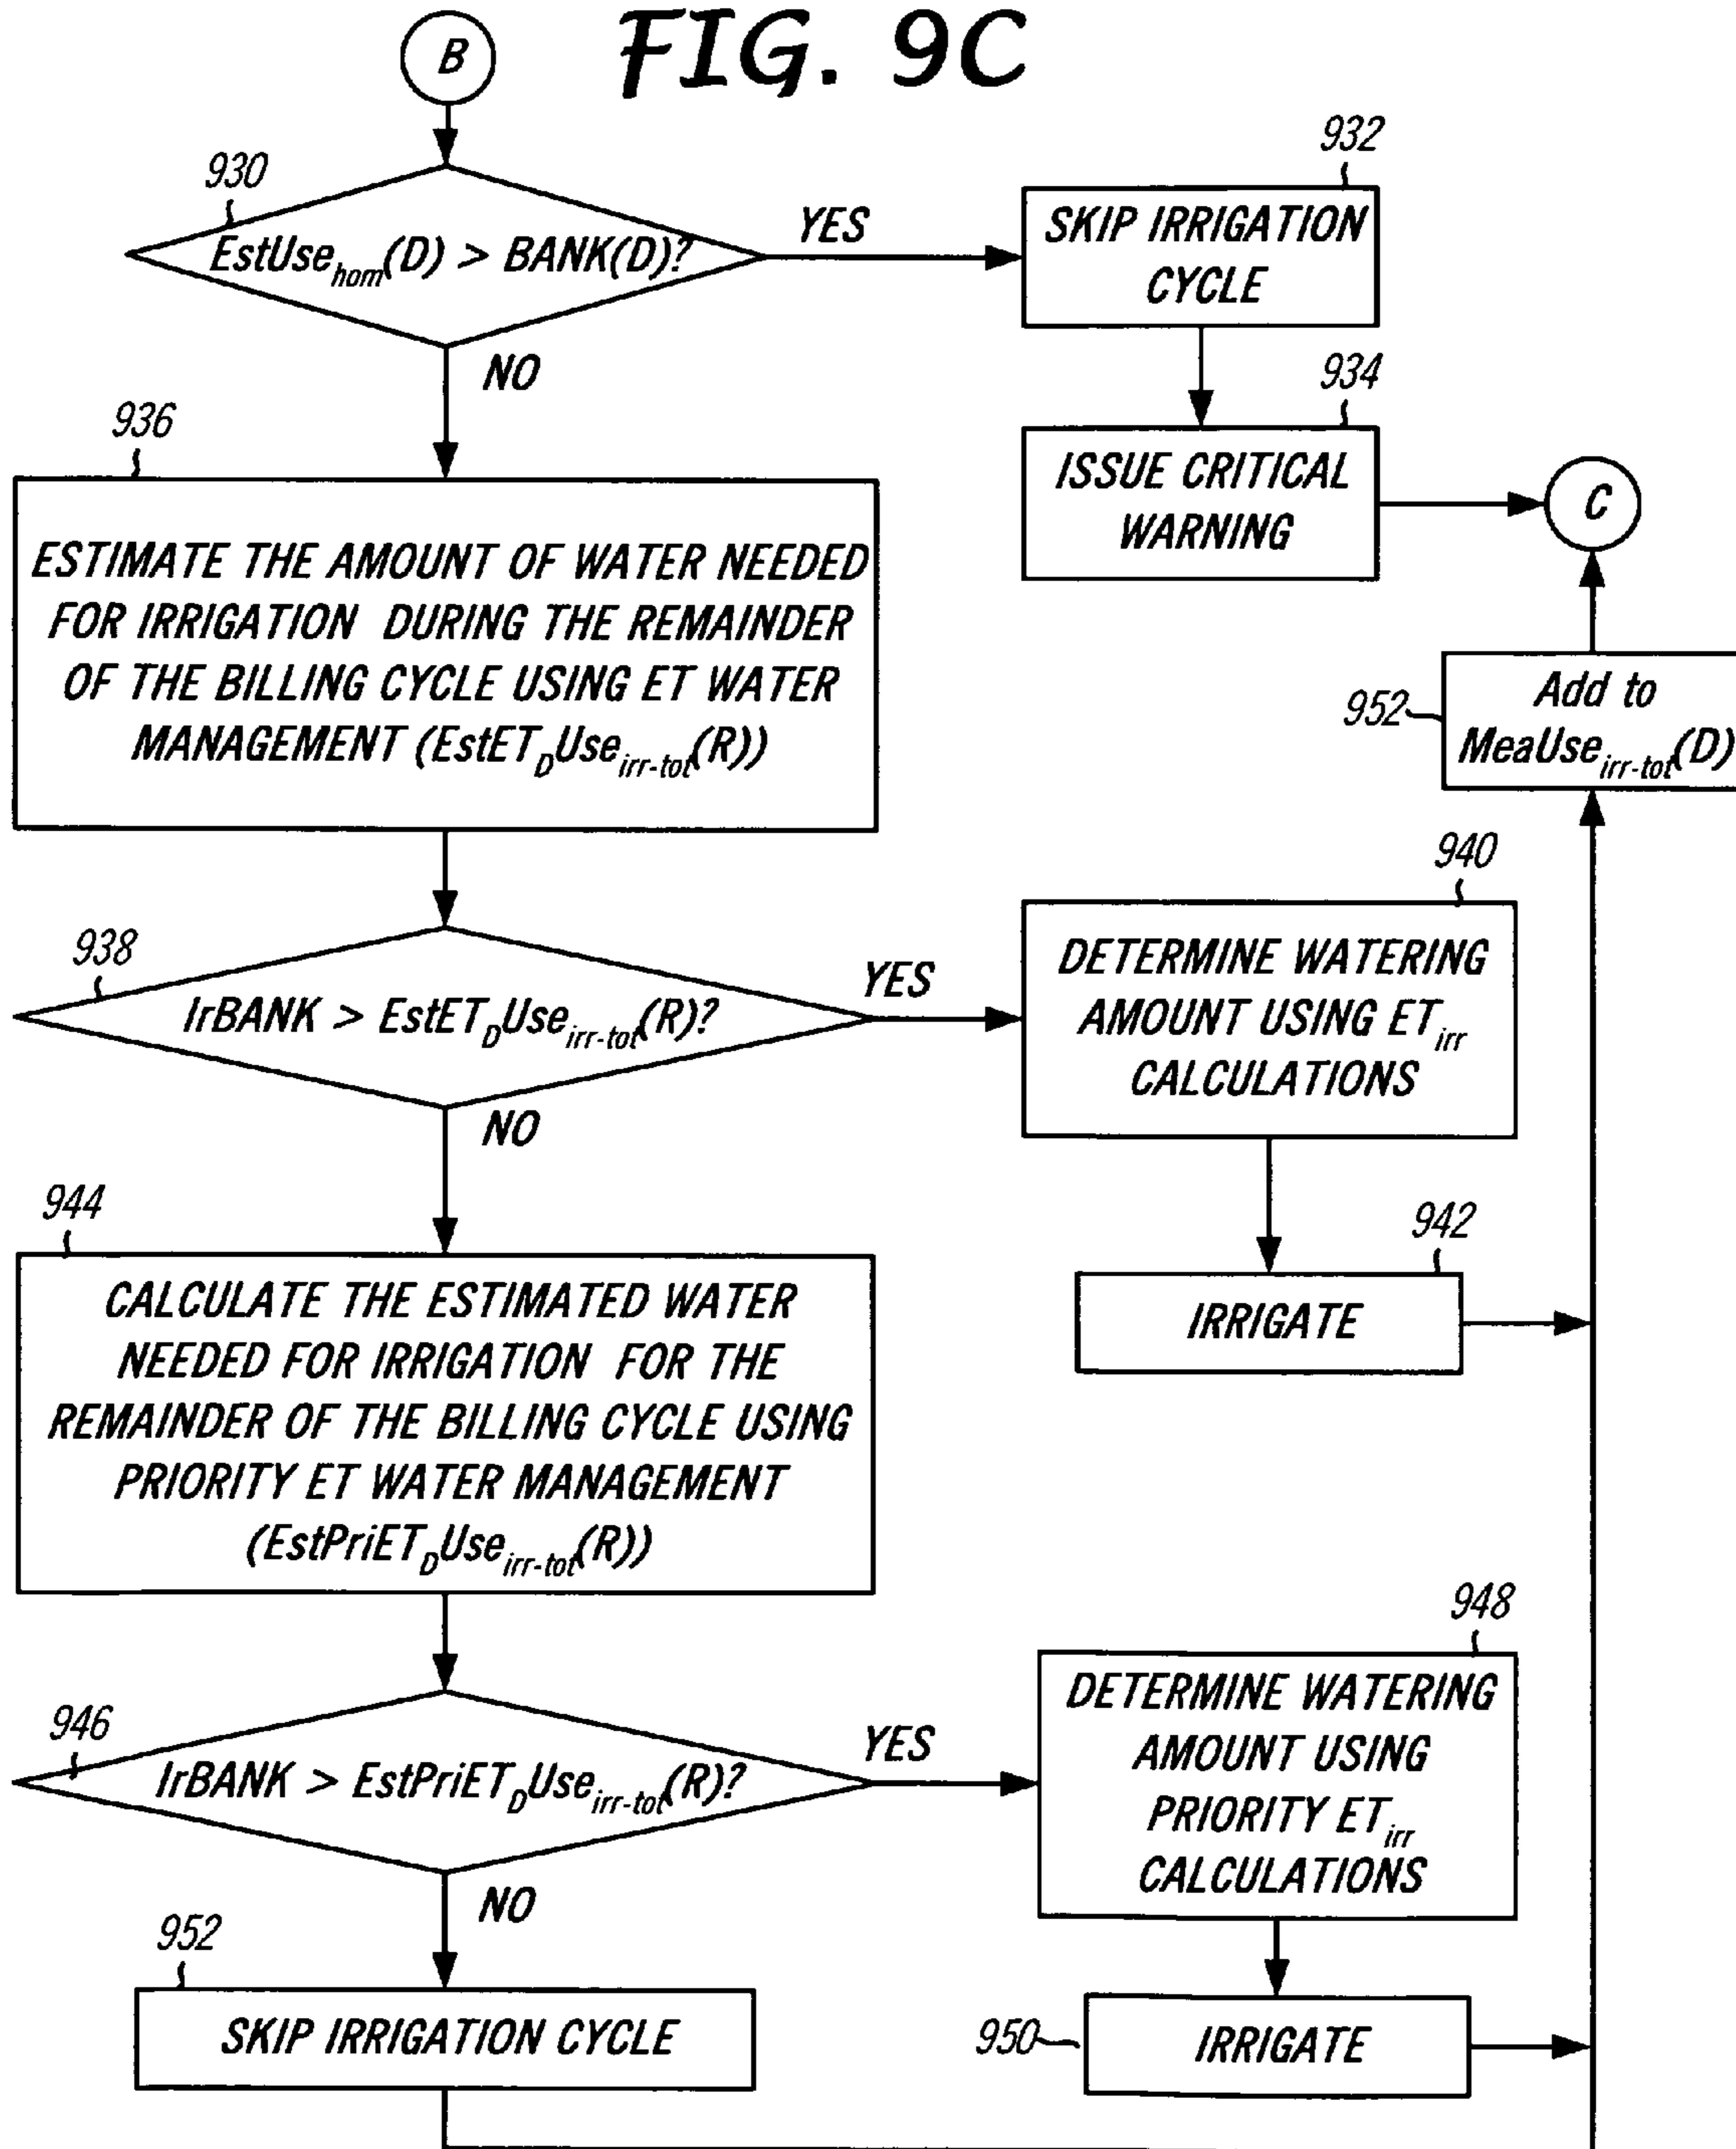 FIG. 9C
B
930
EstUse_hom(D) > BANK(D)?
YES
932
SKIP IRRIGATION
CYCLE
NO
934
ISSUE CRITICAL
WARNING
C
936
ESTIMATE THE AMOUNT OF WATER NEEDED
FOR IRRIGATION DURING THE REMAINDER
OF THE BILLING CYCLE USING ET WATER
MANAGEMENT (EstET_DUse_irr-tot(R))
952
Add to
MeaUse_irr-tot(D)
938
IrBANK > EstET_DUse_irr-tot(R)?
YES
940
DETERMINE WATERING
AMOUNT USING ET_irr
CALCULATIONS
NO
942
IRRIGATE
944
CALCULATE THE ESTIMATED WATER
NEEDED FOR IRRIGATION FOR THE
REMAINDER OF THE BILLING CYCLE USING
PRIORITY ET WATER MANAGEMENT
(EstPriET_DUse_irr-tot(R))
946
IrBANK > EstPriET_DUse_irr-tot(R)?
YES
948
DETERMINE WATERING
AMOUNT USING
PRIORITY ET_irr
CALCULATIONS
NO
952
SKIP IRRIGATION CYCLE
950
IRRIGATE